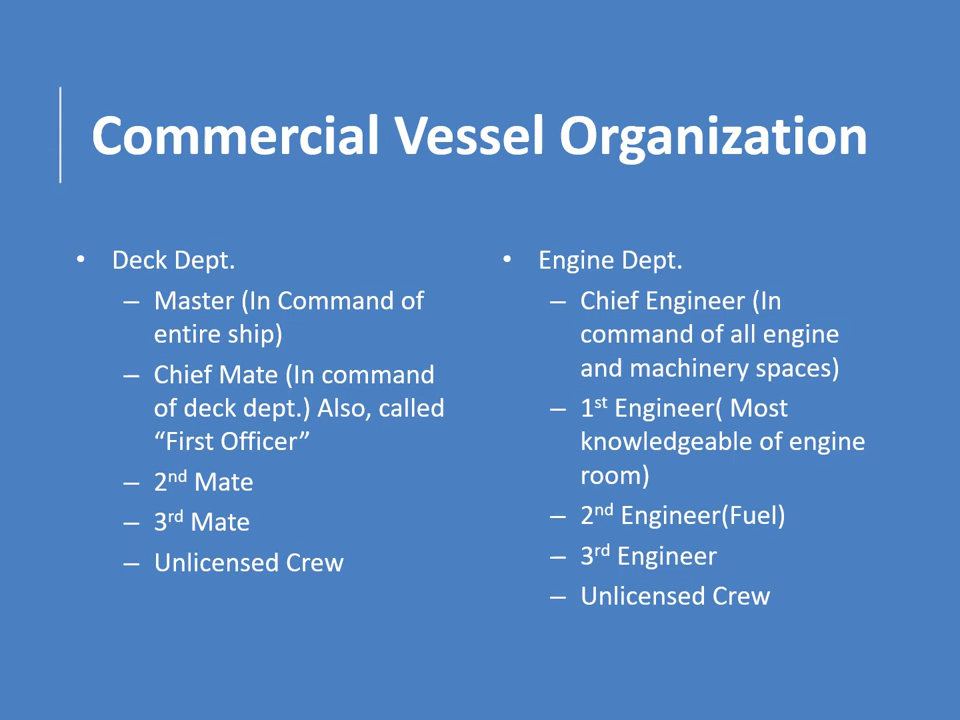 Commercial Vessel Organization
• Deck Dept.
– Master (In Command of
entire ship)
– Chief Mate (In command
of deck dept.) Also, called
“First Officer”
– 2nd Mate
– 3rd Mate
– Unlicensed Crew
• Engine Dept.
– Chief Engineer (In
command of all engine
and machinery spaces)
– 1st Engineer( Most
knowledgeable of engine
room)
– 2nd Engineer(Fuel)
– 3rd Engineer
– Unlicensed Crew